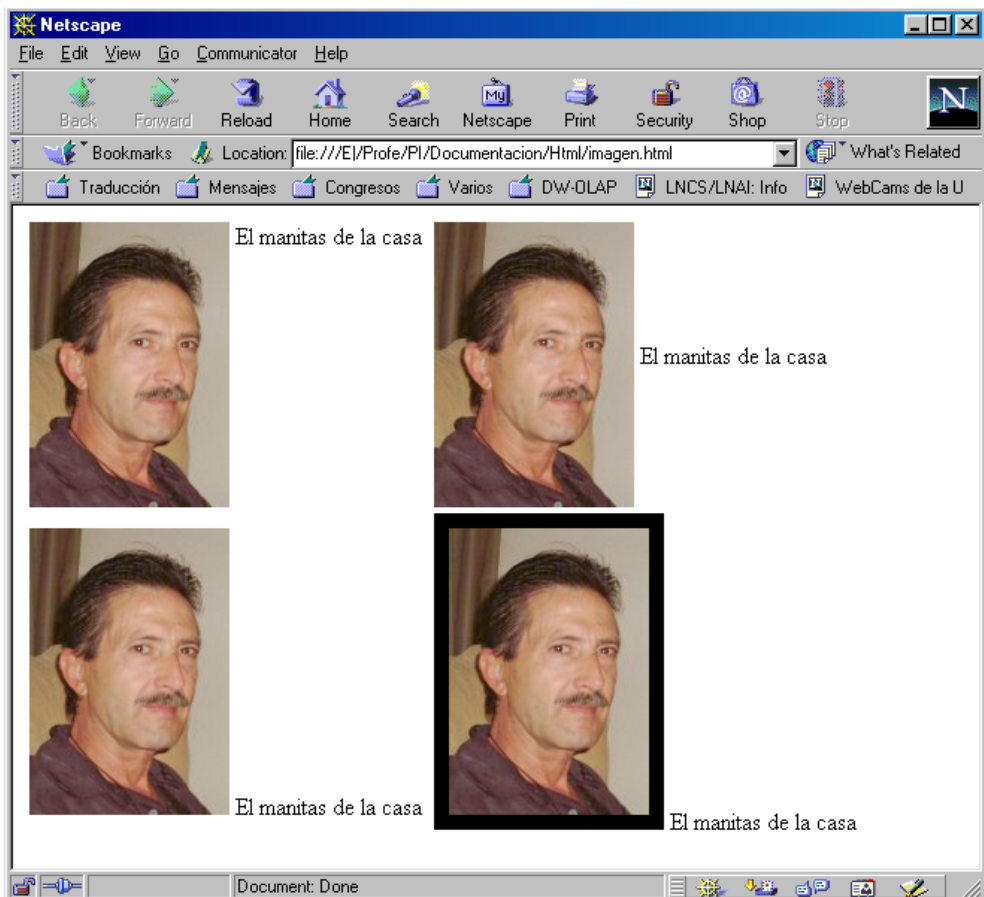 Netscape
File Edit View Go Communicator Help
Back Forward Reload Home Search Netscape Print Security Shop Stop
My
N
Bookmarks Location: file:///E|/Profe/PI/Documentacion/Html/imagen.html What's Related
Traducción Mensajes Congresos Varios DW-OLAP LNCS/LNAI: Info WebCams de la U
El manitas de la casa
El manitas de la casa
El manitas de la casa
El manitas de la casa
Document: Done